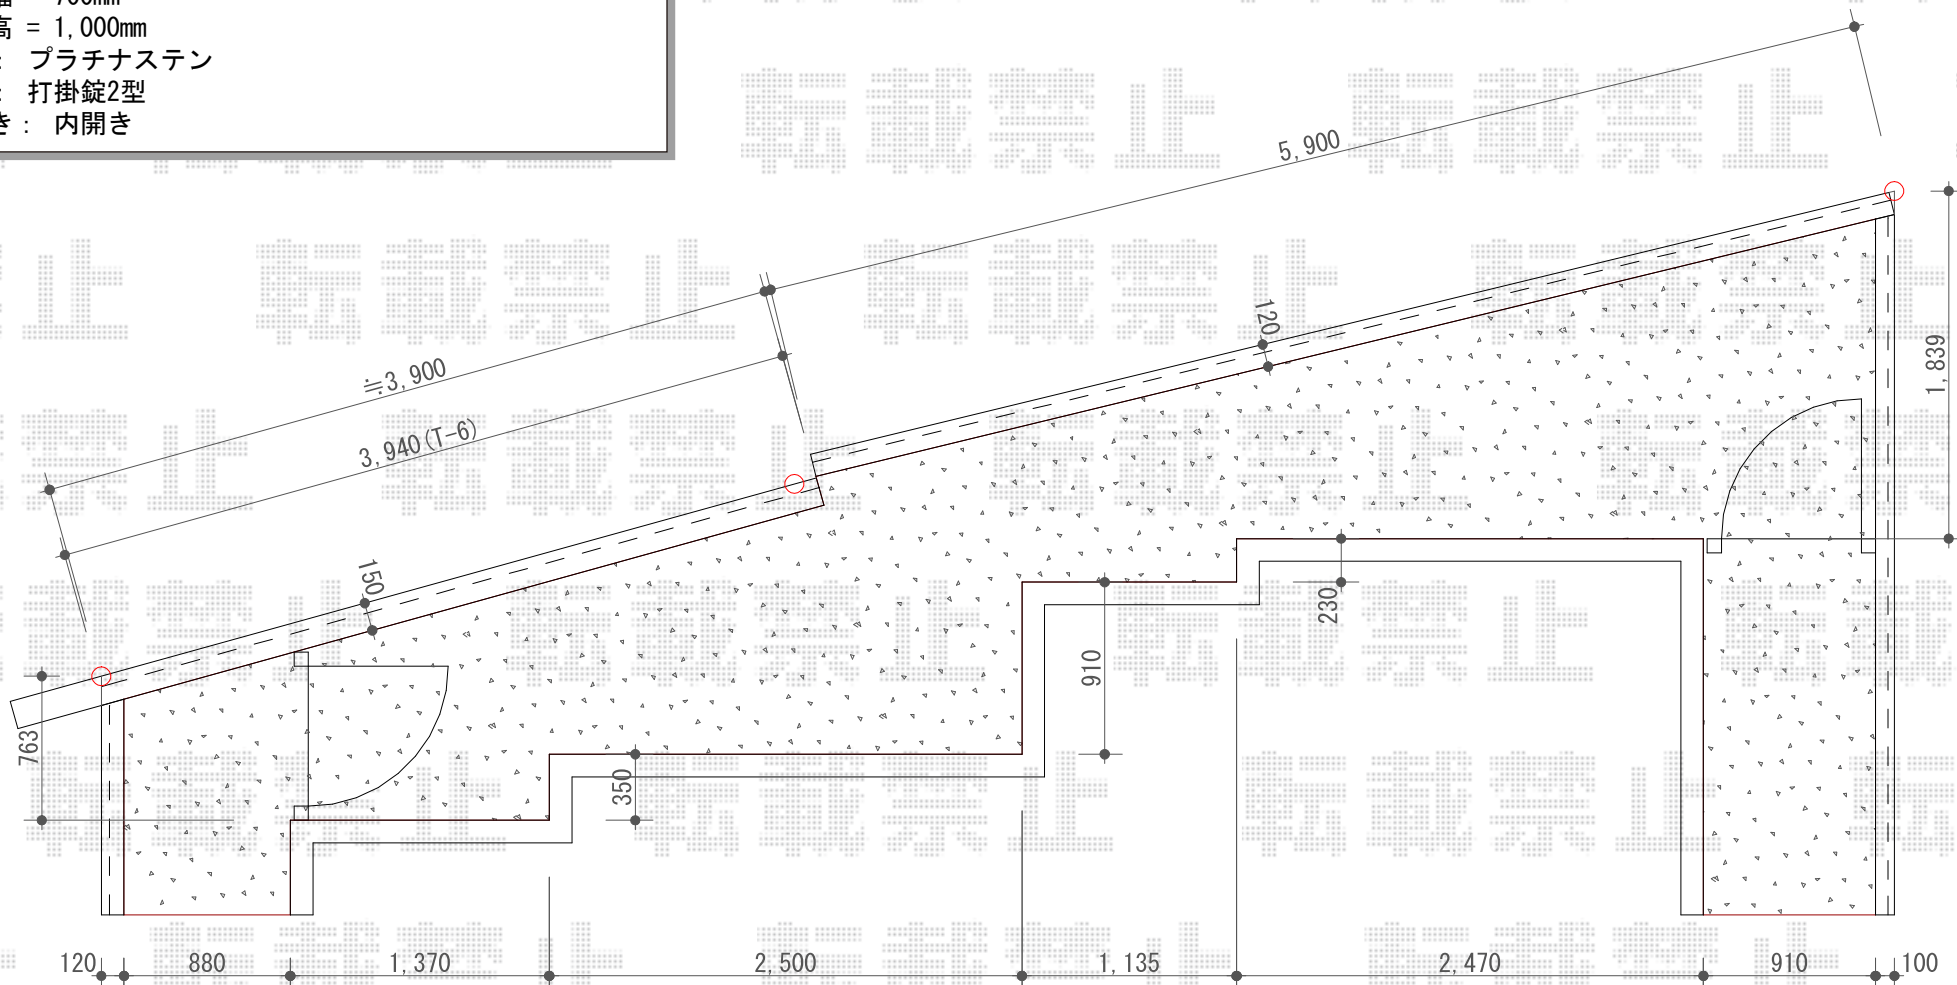 幅 = 700mm
高 = 1,000mm
: プラチナステン
: 打掛錠2型
き: 内開き
5,900
≒3,900
3,940(T-6)
120
150
1,839
763
350
910
230
120
880
1,370
2,500
1,135
2,470
910
100
転載禁止